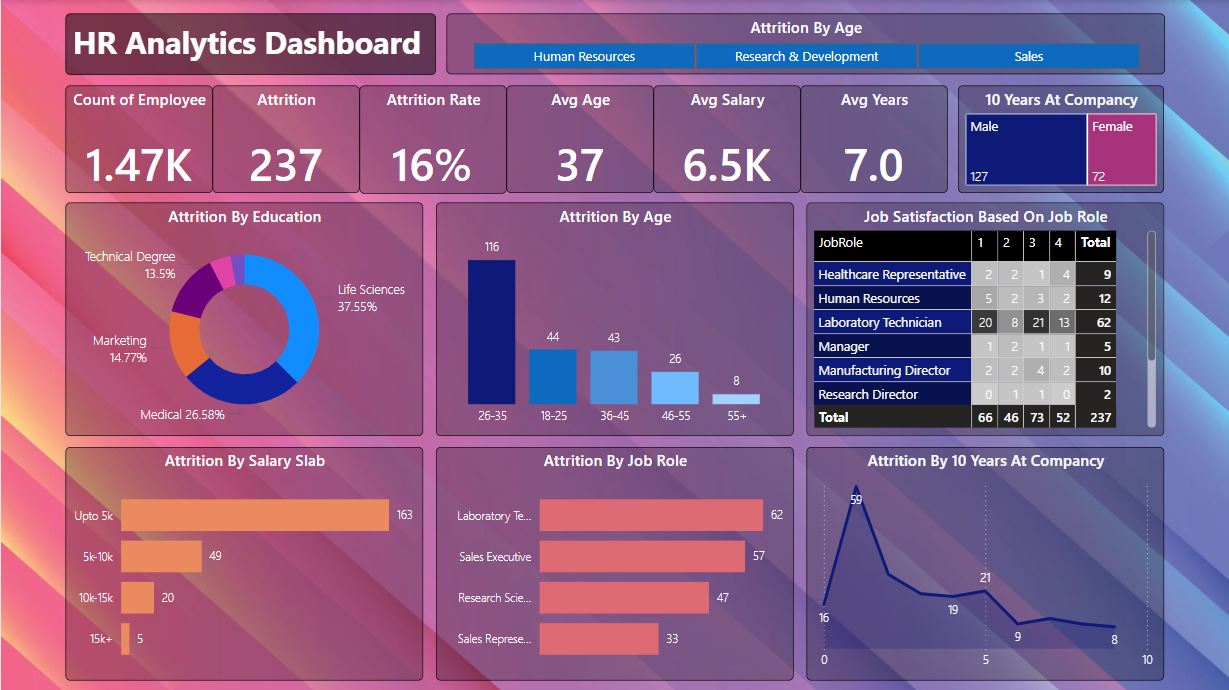 HR Analytics Dashboard
Attrition By Age
Human Resources
Research & Development
Sales
Count of Employee
1.47K
Attrition
237
Attrition Rate
16%
Avg Age
37
Avg Salary
6.5K
Avg Years
7.0
10 Years At Compancy
Male
127
Female
72
Attrition By Education
Technical Degree
13.5%
Life Sciences
37.55%
Marketing
14.77%
Medical 26.58%
Attrition By Age
116
44
43
26
8
26-35 18-25 36-45 46-55 55+
Job Satisfaction Based On Job Role
JobRole 1 2 3 4 Total
Healthcare Representative 2 2 1 4 9
Human Resources 5 2 3 2 12
Laboratory Technician 20 8 21 13 62
Manager 1 2 1 1 5
Manufacturing Director 2 2 4 2 10
Research Director 0 1 1 0 2
Total 66 46 73 52 237
Attrition By Salary Slab
Upto 5k 163
5k-10k 49
10k-15k 20
15k+ 5
Attrition By Job Role
Laboratory Te... 62
Sales Executive 57
Research Scie... 47
Sales Represe... 33
Attrition By 10 Years At Compancy
59
21
16
19
9
8
0 5 10